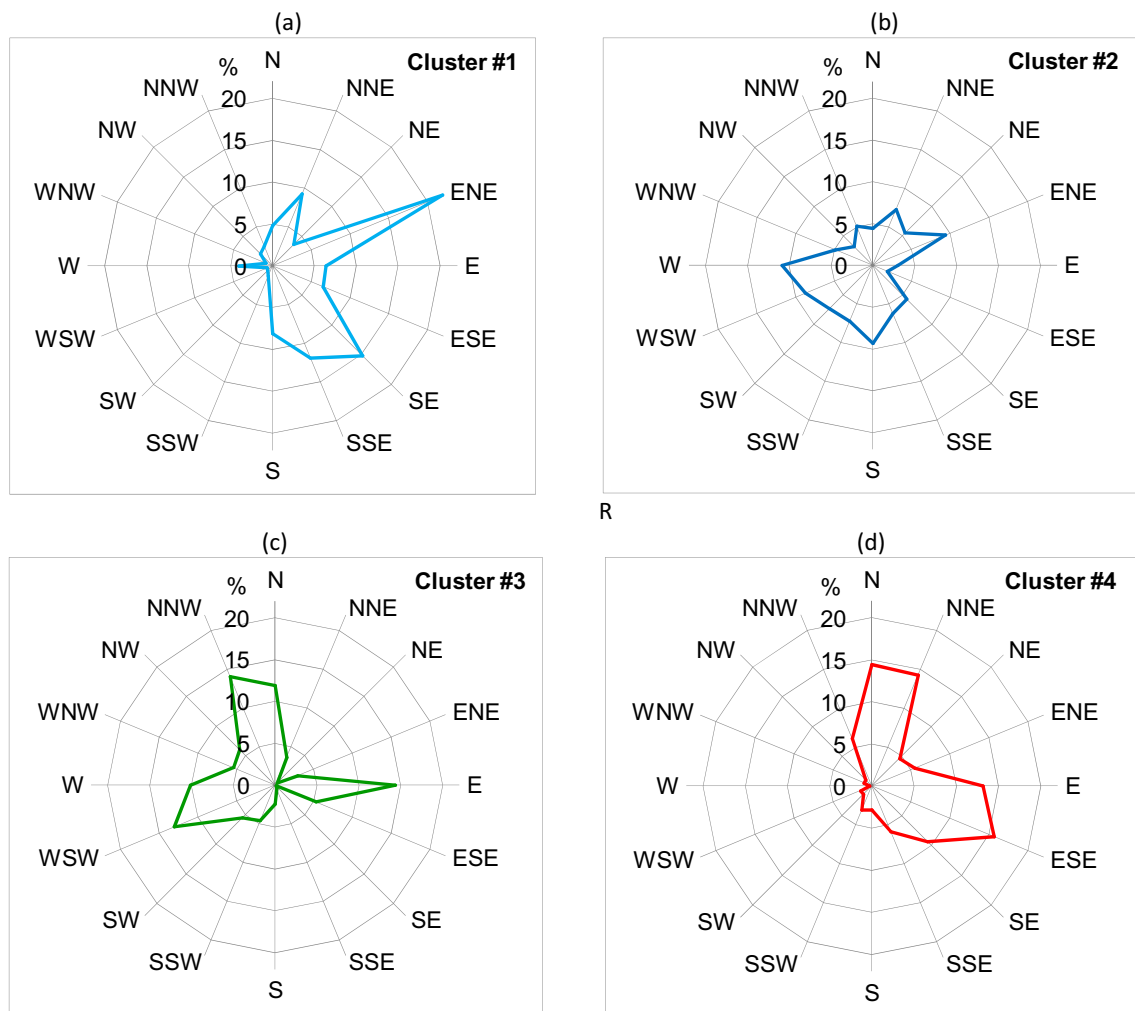 (a)
Cluster #1
%
N
NNW
NNE
20
NW
NE
15
10
WNW
ENE
5
W
0
E
WSW
ESE
SW
SE
SSW
SSE
S
(b)
Cluster #2
%
N
NNW
NNE
20
NW
NE
15
10
WNW
ENE
5
W
0
E
WSW
ESE
SW
SE
SSW
SSE
S
R
(c)
Cluster #3
%
N
NNW
NNE
20
NW
NE
15
10
WNW
ENE
5
W
0
E
WSW
ESE
SW
SE
SSW
SSE
S
(d)
Cluster #4
%
N
NNW
NNE
20
NW
NE
15
10
WNW
ENE
5
W
0
E
WSW
ESE
SW
SE
SSW
SSE
S